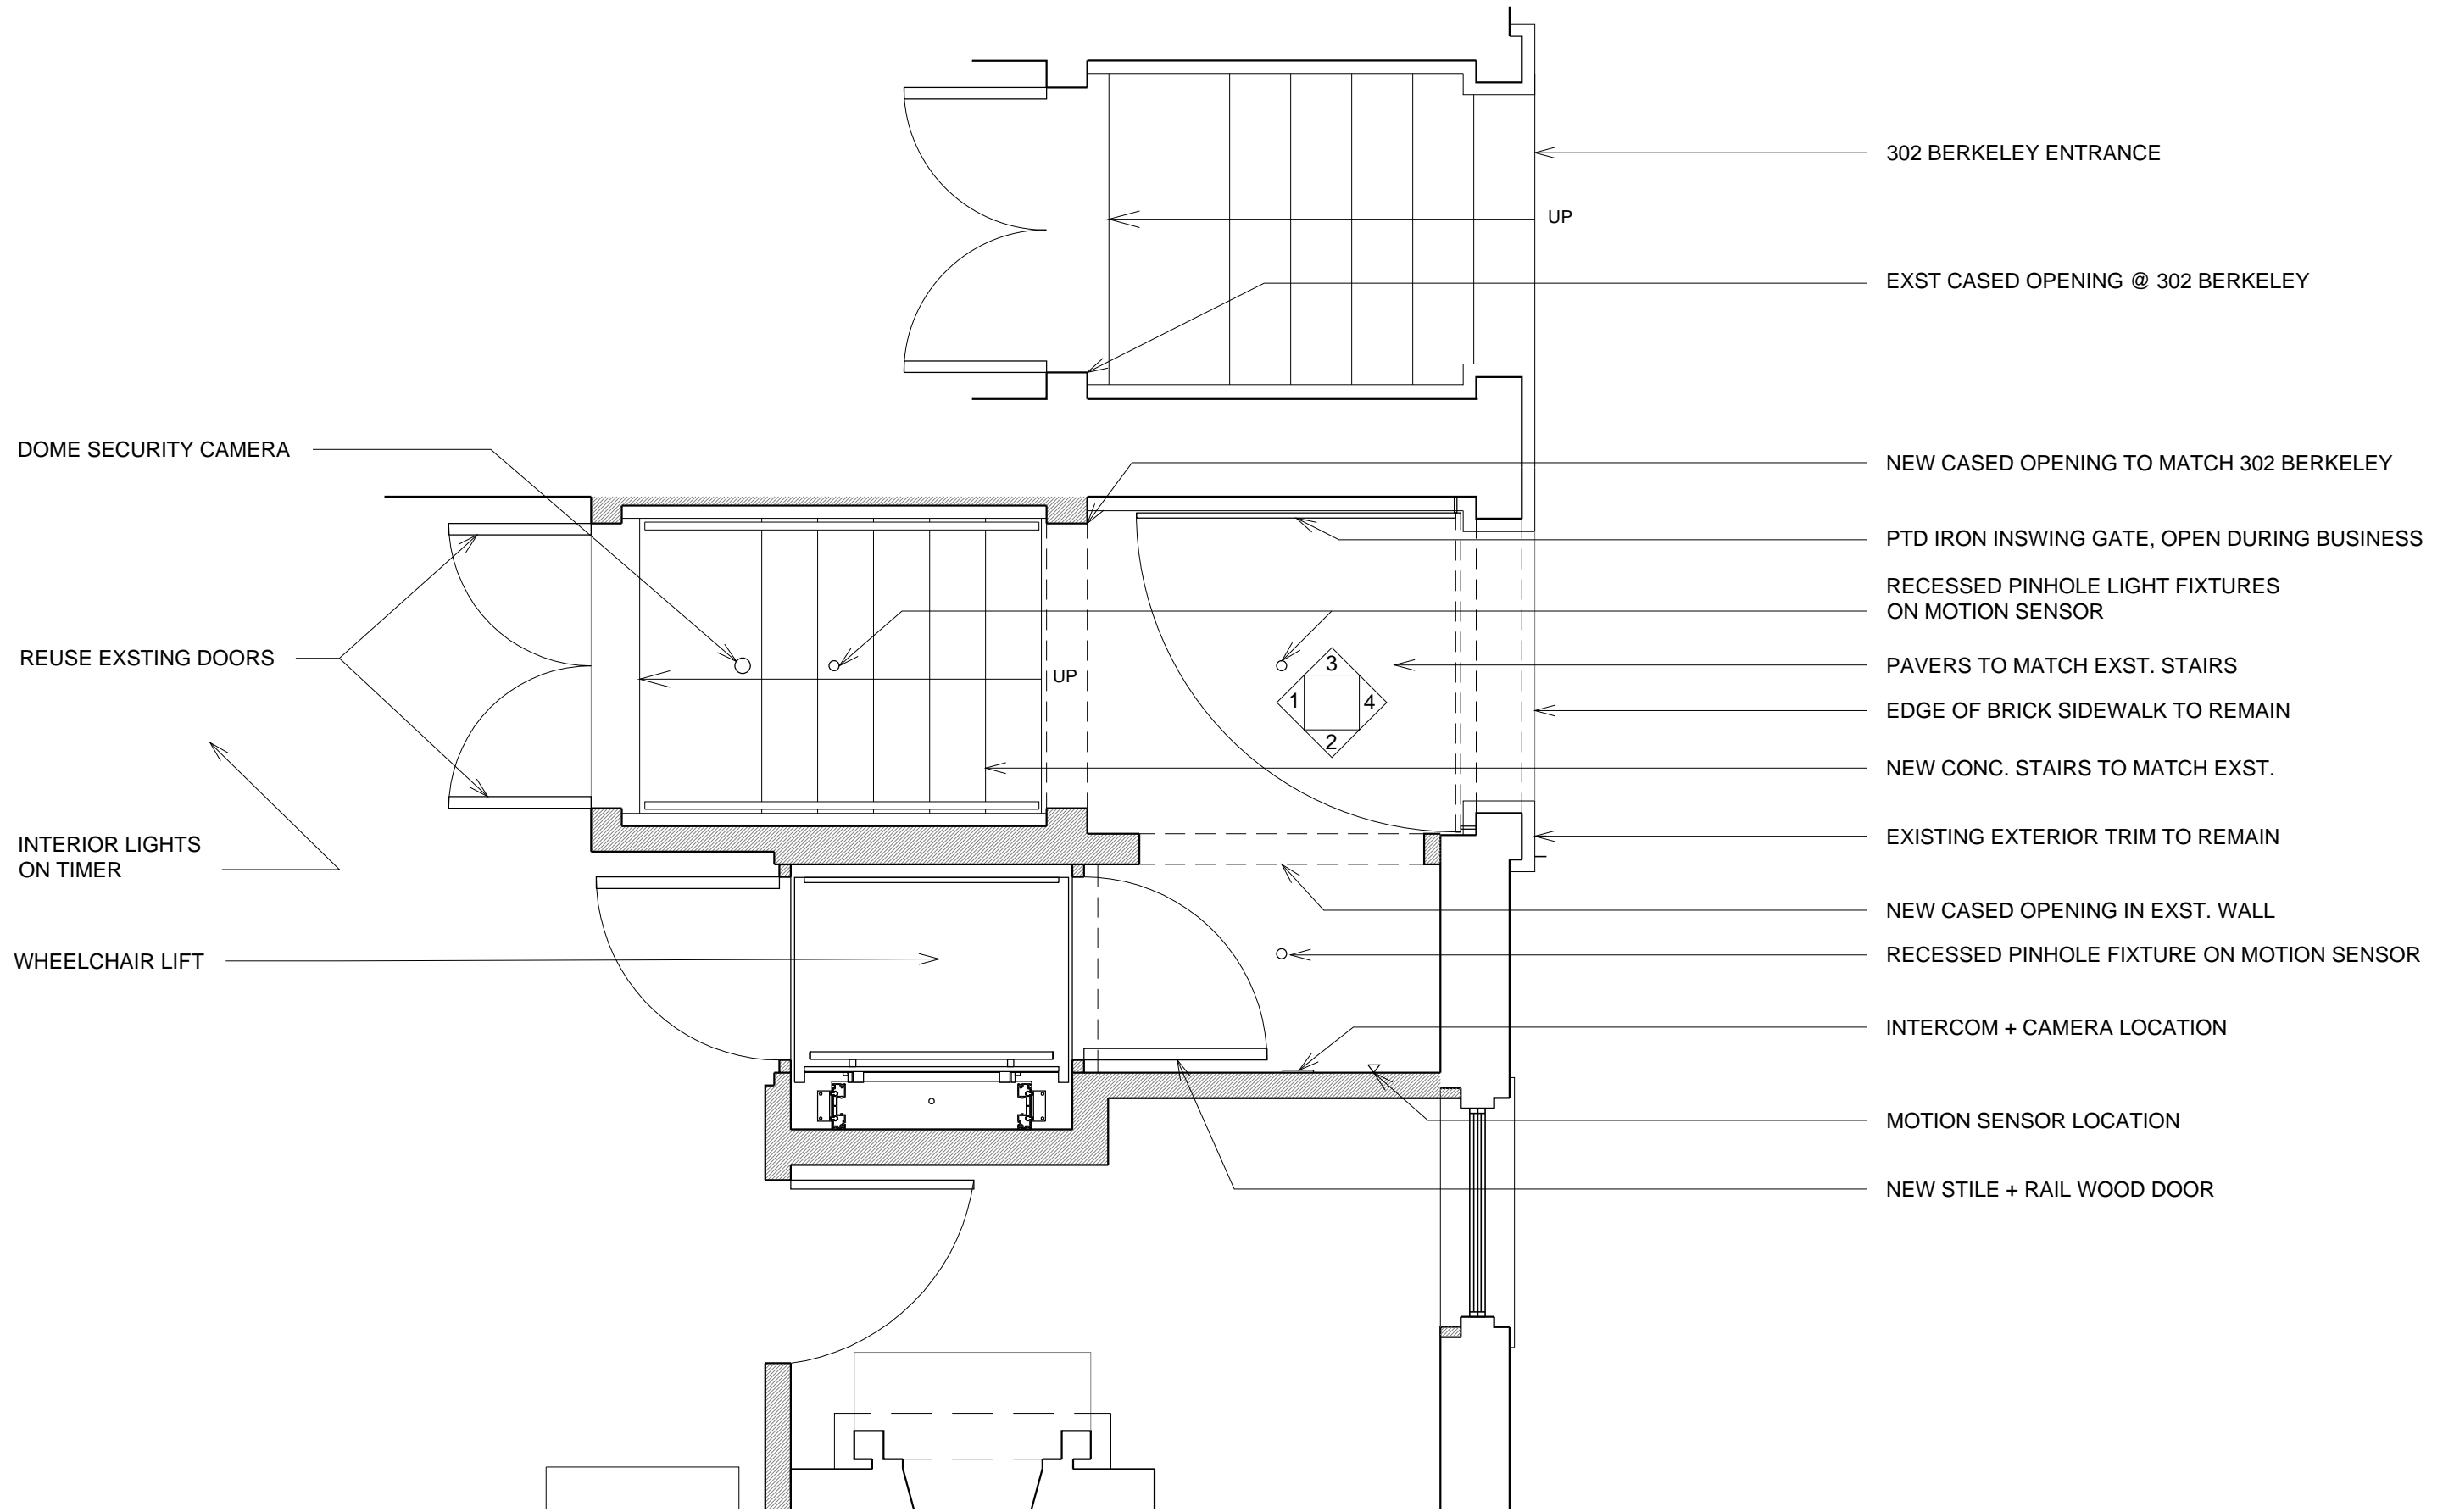 302 BERKELEY ENTRANCE
UP
EXST CASED OPENING @ 302 BERKELEY
DOME SECURITY CAMERA
NEW CASED OPENING TO MATCH 302 BERKELEY
PTD IRON INSWING GATE, OPEN DURING BUSINESS
RECESSED PINHOLE LIGHT FIXTURES
ON MOTION SENSOR
REUSE EXSTING DOORS
UP
3
1
4
2
PAVERS TO MATCH EXST. STAIRS
EDGE OF BRICK SIDEWALK TO REMAIN
NEW CONC. STAIRS TO MATCH EXST.
INTERIOR LIGHTS
ON TIMER
EXISTING EXTERIOR TRIM TO REMAIN
NEW CASED OPENING IN EXST. WALL
WHEELCHAIR LIFT
RECESSED PINHOLE FIXTURE ON MOTION SENSOR
INTERCOM + CAMERA LOCATION
MOTION SENSOR LOCATION
NEW STILE + RAIL WOOD DOOR